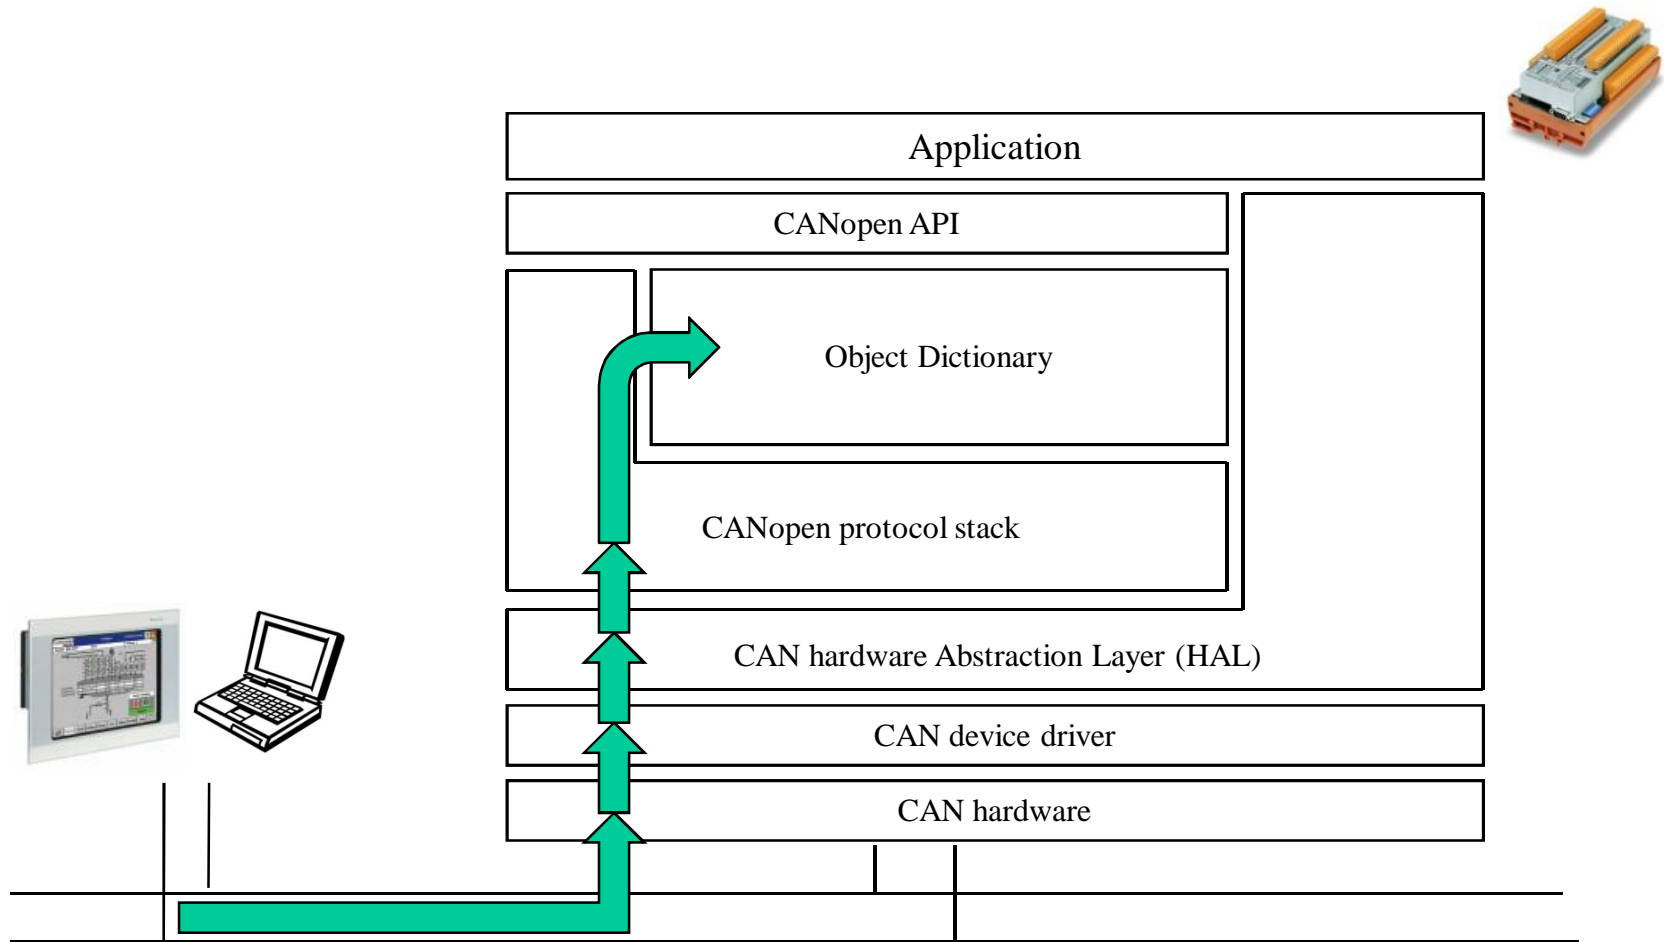 Application
CANopen API
Object Dictionary
CANopen protocol stack
CAN hardware Abstraction Layer (HAL)
CAN device driver
CAN hardware